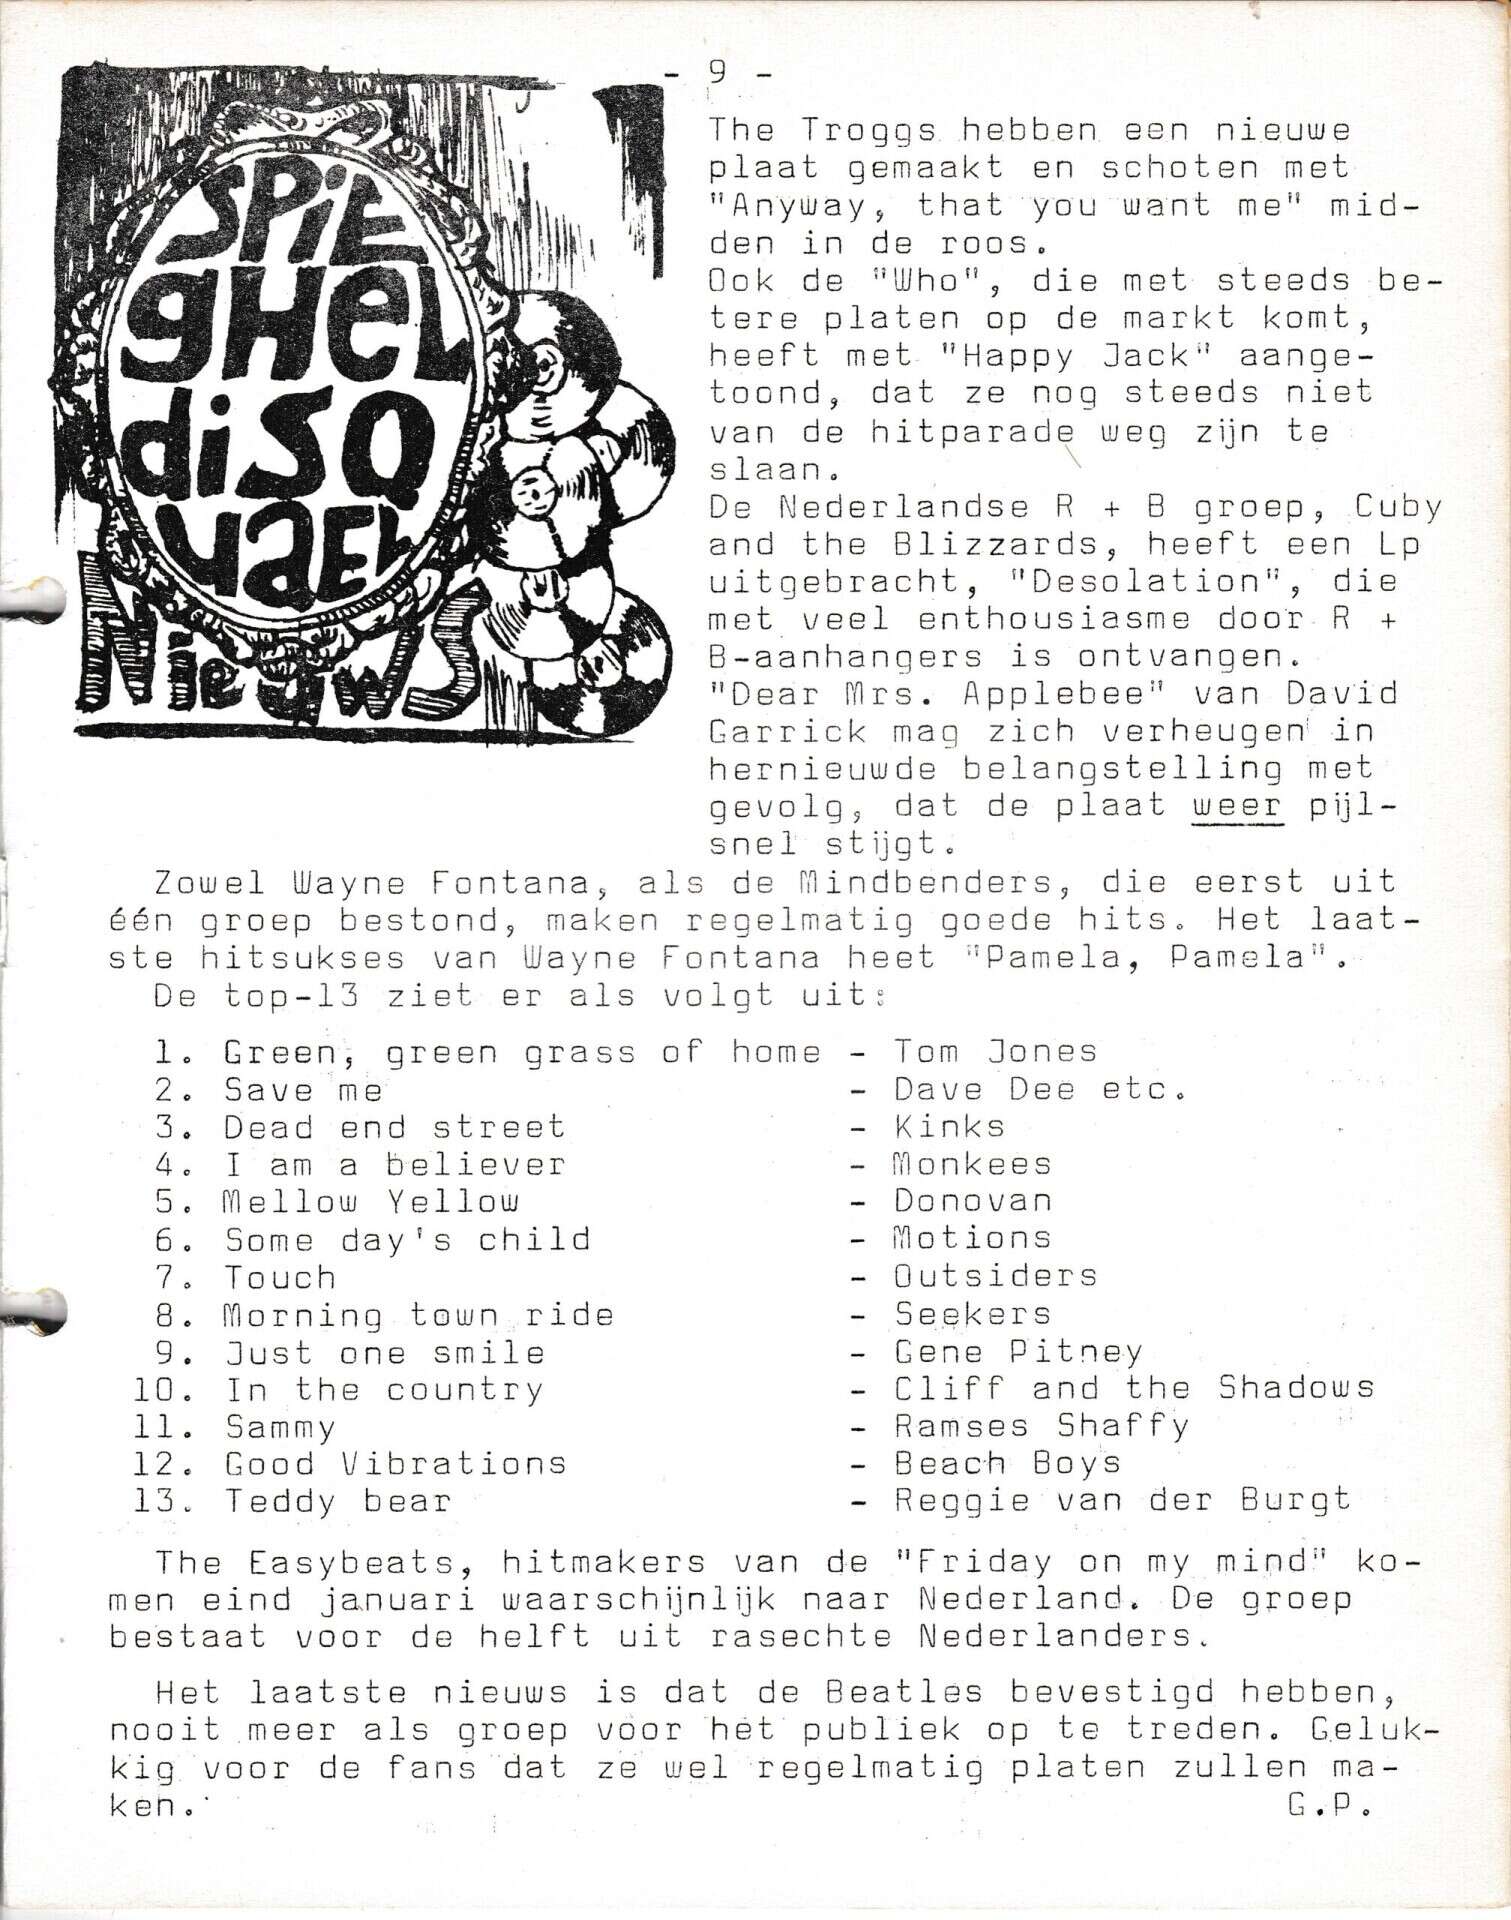 - 9 -
SPiE
gHEL
diSQ
uaEL
NieuwS
The Troggs hebben een nieuwe
plaat gemaakt en schoten met
"Anyway, that you want me" mid-
den in de roos.
Ook de "Who", die met steeds be-
tere platen op de markt komt,
heeft met "Happy Jack" aange-
toond, dat ze nog steeds niet
van de hitparade weg zijn te
slaan.
De Nederlandse R + B groep, Cuby
and the Blizzards, heeft een Lp
uitgebracht, "Desolation", die
met veel enthousiasme door R +
B-aanhangers is ontvangen.
"Dear Mrs. Applebee" van David
Garrick mag zich verheugen in
hernieuwde belangstelling met
gevolg, dat de plaat weer pijl-
snel stijgt.
Zowel Wayne Fontana, als de Mindbenders, die eerst uit
één groep bestond, maken regelmatig goede hits. Het laat-
ste hitsukses van Wayne Fontana heet "Pamela, Pamela".
De top-13 ziet er als volgt uit:
1. Green, green grass of home - Tom Jones
2. Save me - Dave Dee etc.
3. Dead end street - Kinks
4. I am a believer - Monkees
5. Mellow Yellow - Donovan
6. Some day's child - Motions
7. Touch - Outsiders
8. Morning town ride - Seekers
9. Just one smile - Gene Pitney
10. In the country - Cliff and the Shadows
11. Sammy - Ramses Shaffy
12. Good Vibrations - Beach Boys
13. Teddy bear - Reggie van der Burgt
The Easybeats, hitmakers van de "Friday on my mind" ko-
men eind januari waarschijnlijk naar Nederland. De groep
bestaat voor de helft uit rasechte Nederlanders.
Het laatste nieuws is dat de Beatles bevestigd hebben,
nooit meer als groep voor het publiek op te treden. Geluk-
kig voor de fans dat ze wel regelmatig platen zullen ma-
ken. G.P.